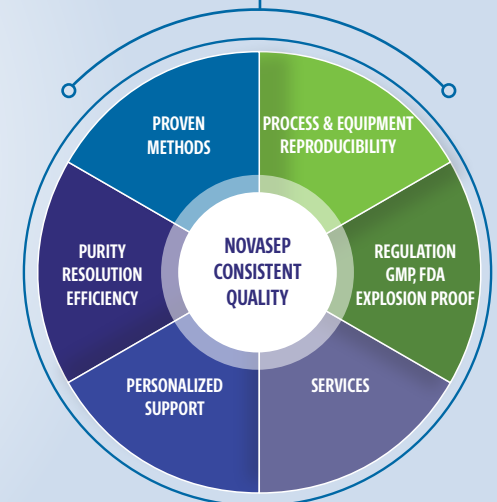 PROVEN
METHODS
PROCESS & EQUIPMENT
REPRODUCIBILITY
PURITY
RESOLUTION
EFFICIENCY
NOVASEP
CONSISTENT
QUALITY
REGULATION
GMP, FDA
EXPLOSION PROOF
PERSONALIZED
SUPPORT
SERVICES